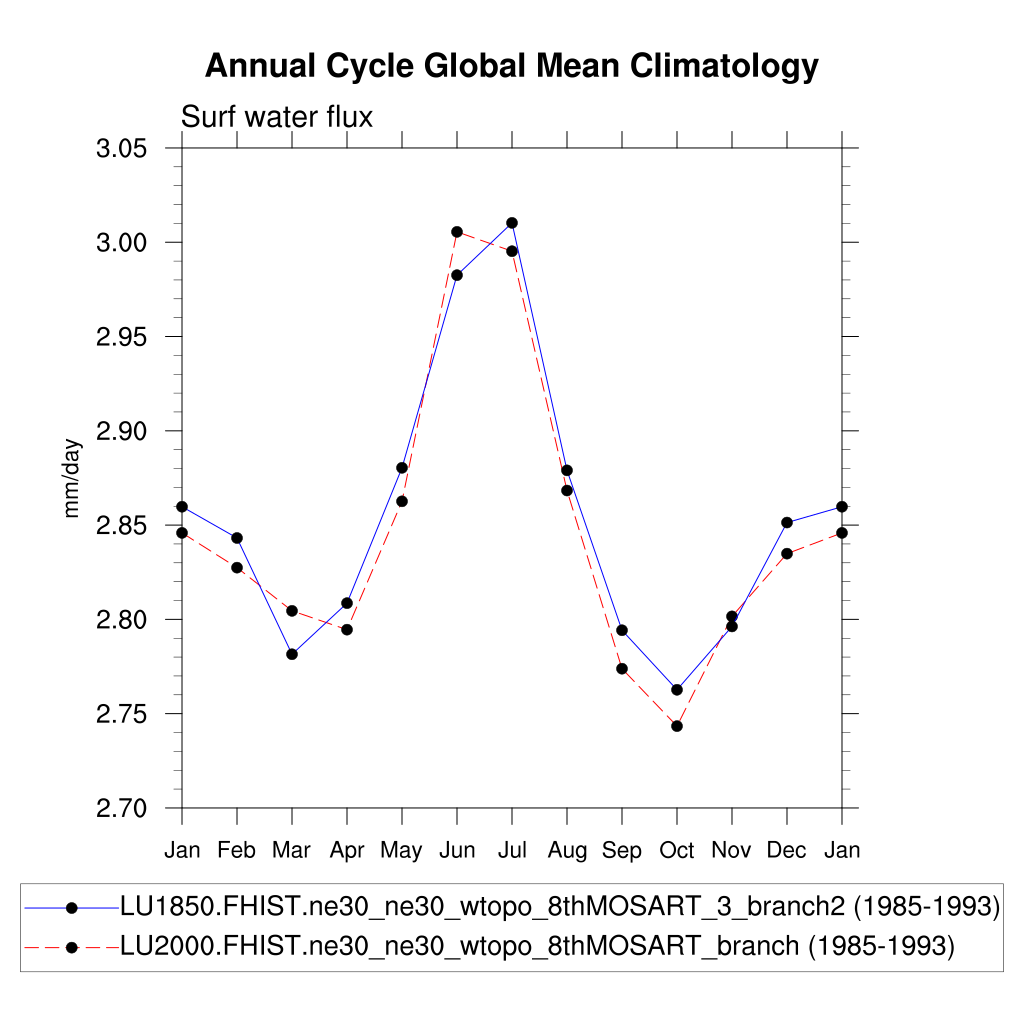 Annual Cycle Global Mean Climatology
Surf water flux
3.05
3.00
2.95
2.90
2.85
2.80
2.75
2.70
mm/day
Jan Feb Mar Apr May Jun Jul Aug Sep Oct Nov Dec Jan
LU1850.FHIST.ne30_ne30_wtopo_8thMOSART_3_branch2 (1985-1993)
LU2000.FHIST.ne30_ne30_wtopo_8thMOSART_branch (1985-1993)